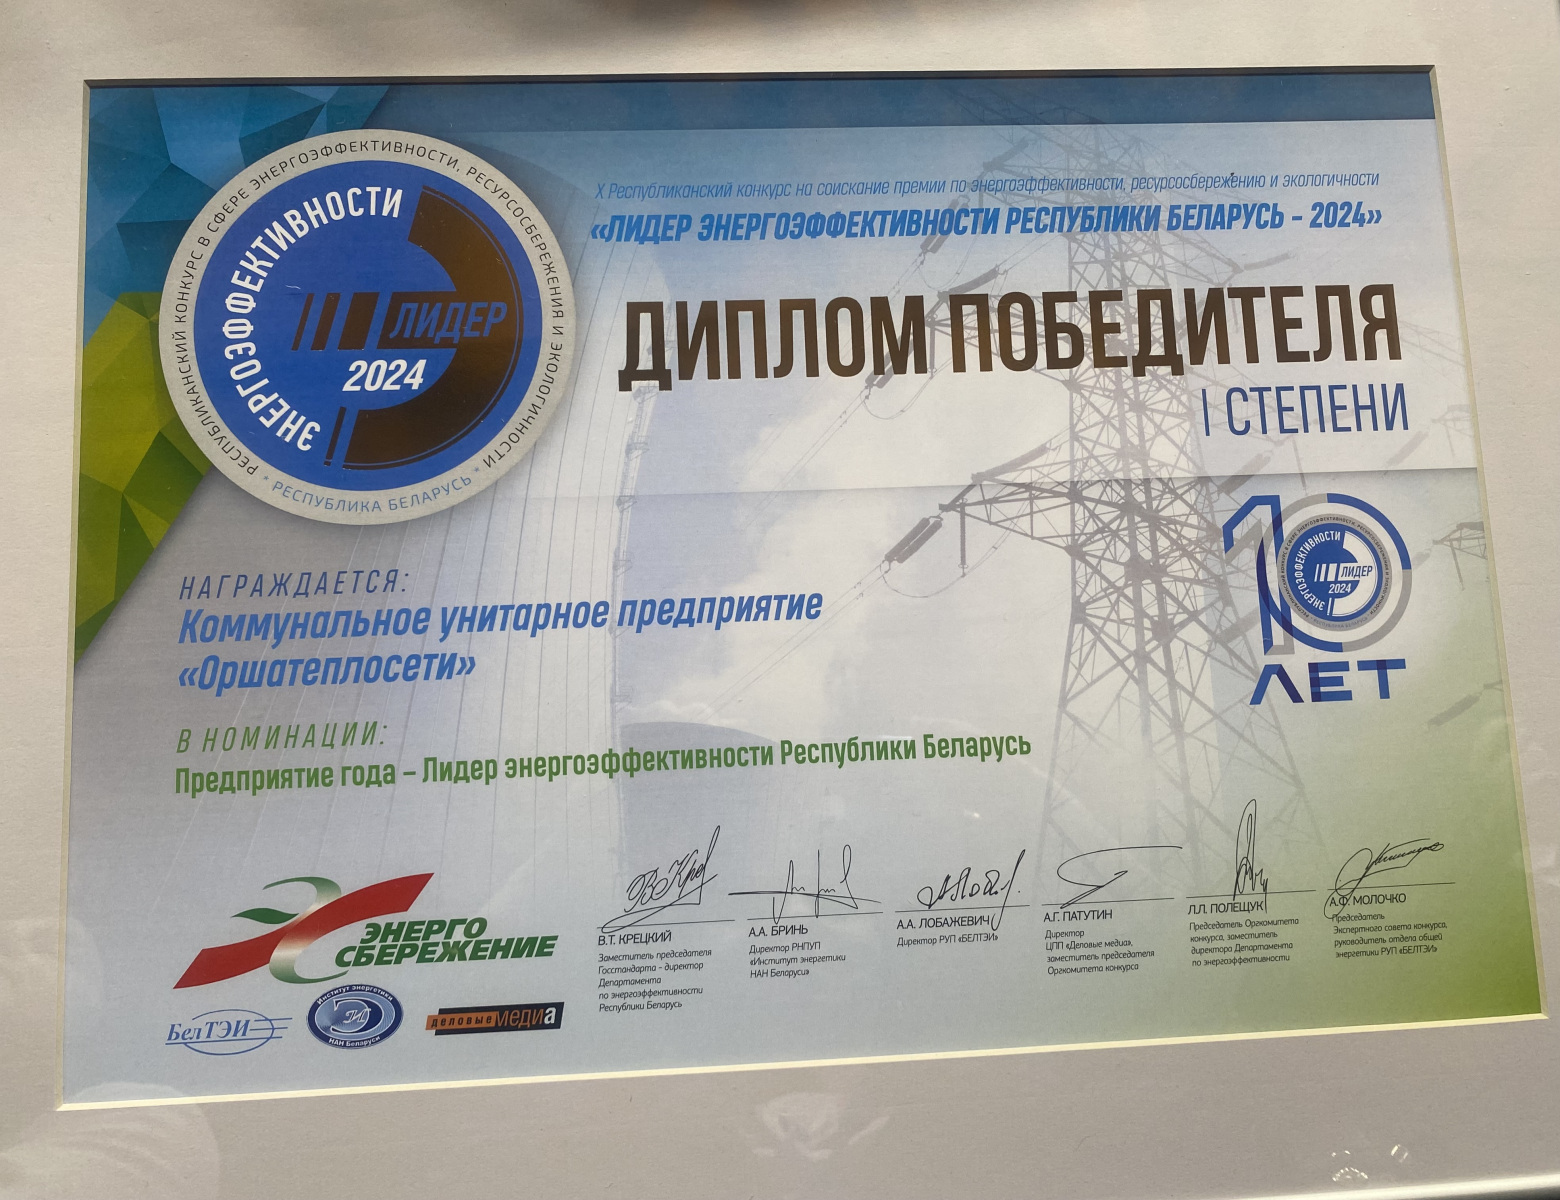 РЕСПУБЛИКАНСКИЙ КОНКУРС В СФЕРЕ ЭНЕРГОЭФФЕКТИВНОСТИ, РЕСУРСОСБЕРЕЖЕНИЯ И ЭКОЛОГИЧНОСТИ
* РЕСПУБЛИКА БЕЛАРУСЬ *
ЭНЕРГОЭФФЕКТИВНОСТИ
ЛИДЕР
2024
X Республиканский конкурс на соискание премии по энергоэффективности, ресурсосбережению и экологичности
«ЛИДЕР ЭНЕРГОЭФФЕКТИВНОСТИ РЕСПУБЛИКИ БЕЛАРУСЬ – 2024»
ДИПЛОМ ПОБЕДИТЕЛЯ
I СТЕПЕНИ
10
ЭНЕРГОЭФФЕКТИВНОСТИ
ЛИДЕР
2024
ЛЕТ
НАГРАЖДАЕТСЯ:
Коммунальное унитарное предприятие
«Оршатеплосети»
В НОМИНАЦИИ:
Предприятие года – Лидер энергоэффективности Республики Беларусь
ЭНЕРГО
СБЕРЕЖЕНИЕ
БелТЭИ
Институт энергетики
НАН Беларуси
деловые медиа
В.Т. КРЕЦКИЙ
Заместитель председателя
Госстандарта – директор
Департамента
по энергоэффективности
Республики Беларусь
А.А. БРИНЬ
Директор РНПУП
«Институт энергетики
НАН Беларуси»
А.А. ЛОБАЖЕВИЧ
Директор РУП «БЕЛТЭИ»
А.Г. ПАТУТИН
Директор
ЦПП «Деловые медиа»,
заместитель председателя
Оргкомитета конкурса
Л.Л. ПОЛЕЩУК
Председатель Оргкомитета
конкурса, заместитель
директора Департамента
по энергоэффективности
А.Ф. МОЛОЧКО
Председатель
Экспертного совета конкурса,
руководитель отдела общей
энергетики РУП «БЕЛТЭИ»